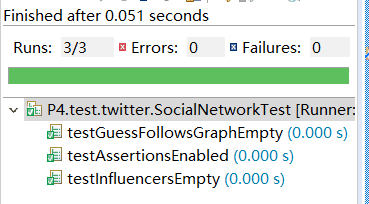 Finished after 0.051 seconds
Runs: 3/3 Errors: 0 Failures: 0
P4.test.twitter.SocialNetworkTest [Runner:
testGuessFollowsGraphEmpty (0.000 s)
testAssertionsEnabled (0.000 s)
testInfluencersEmpty (0.000 s)